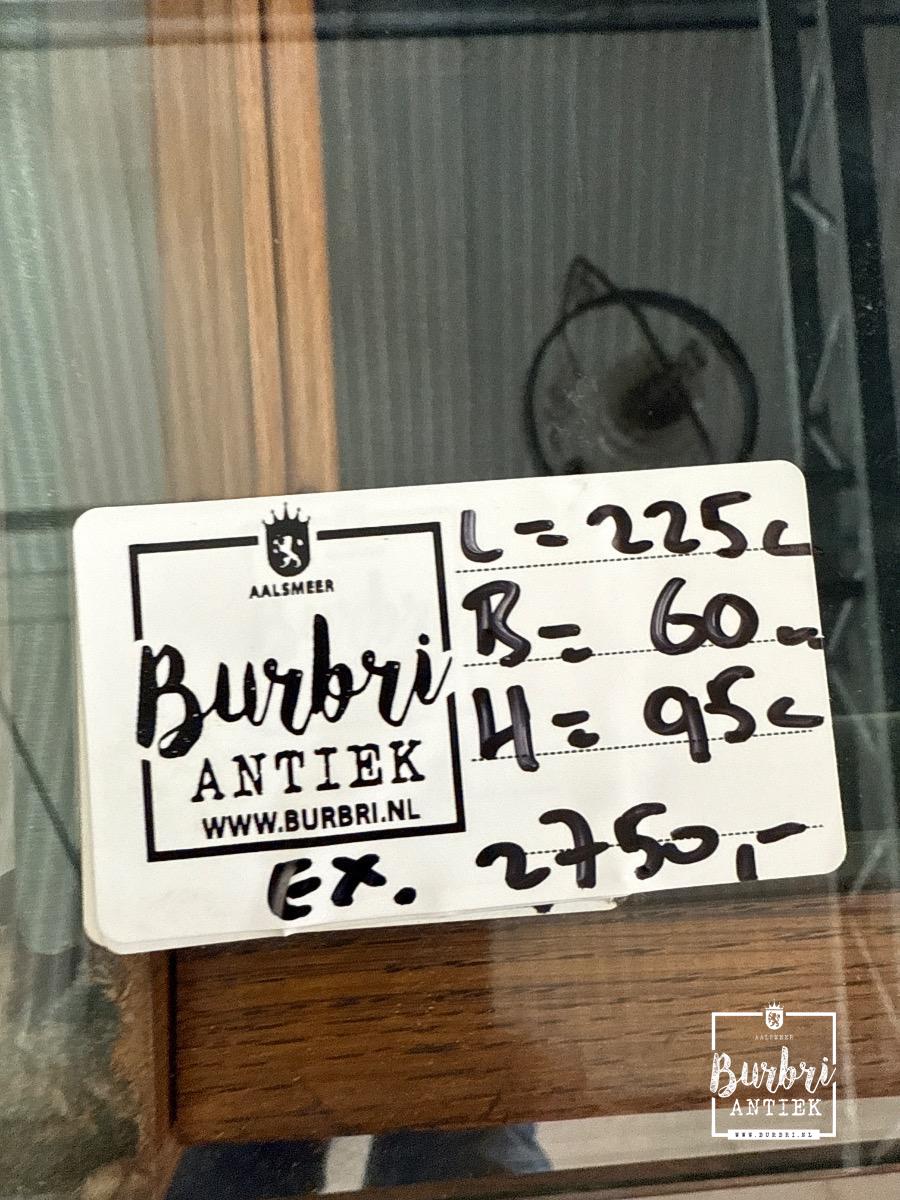 AALSMEER
Burbri
ANTIEK
WWW.BURBRI.NL
L = 225c
B = 60
H = 95c
EX. 2750,-
AALSMEER
Burbri
ANTIEK
WWW.BURBRI.NL